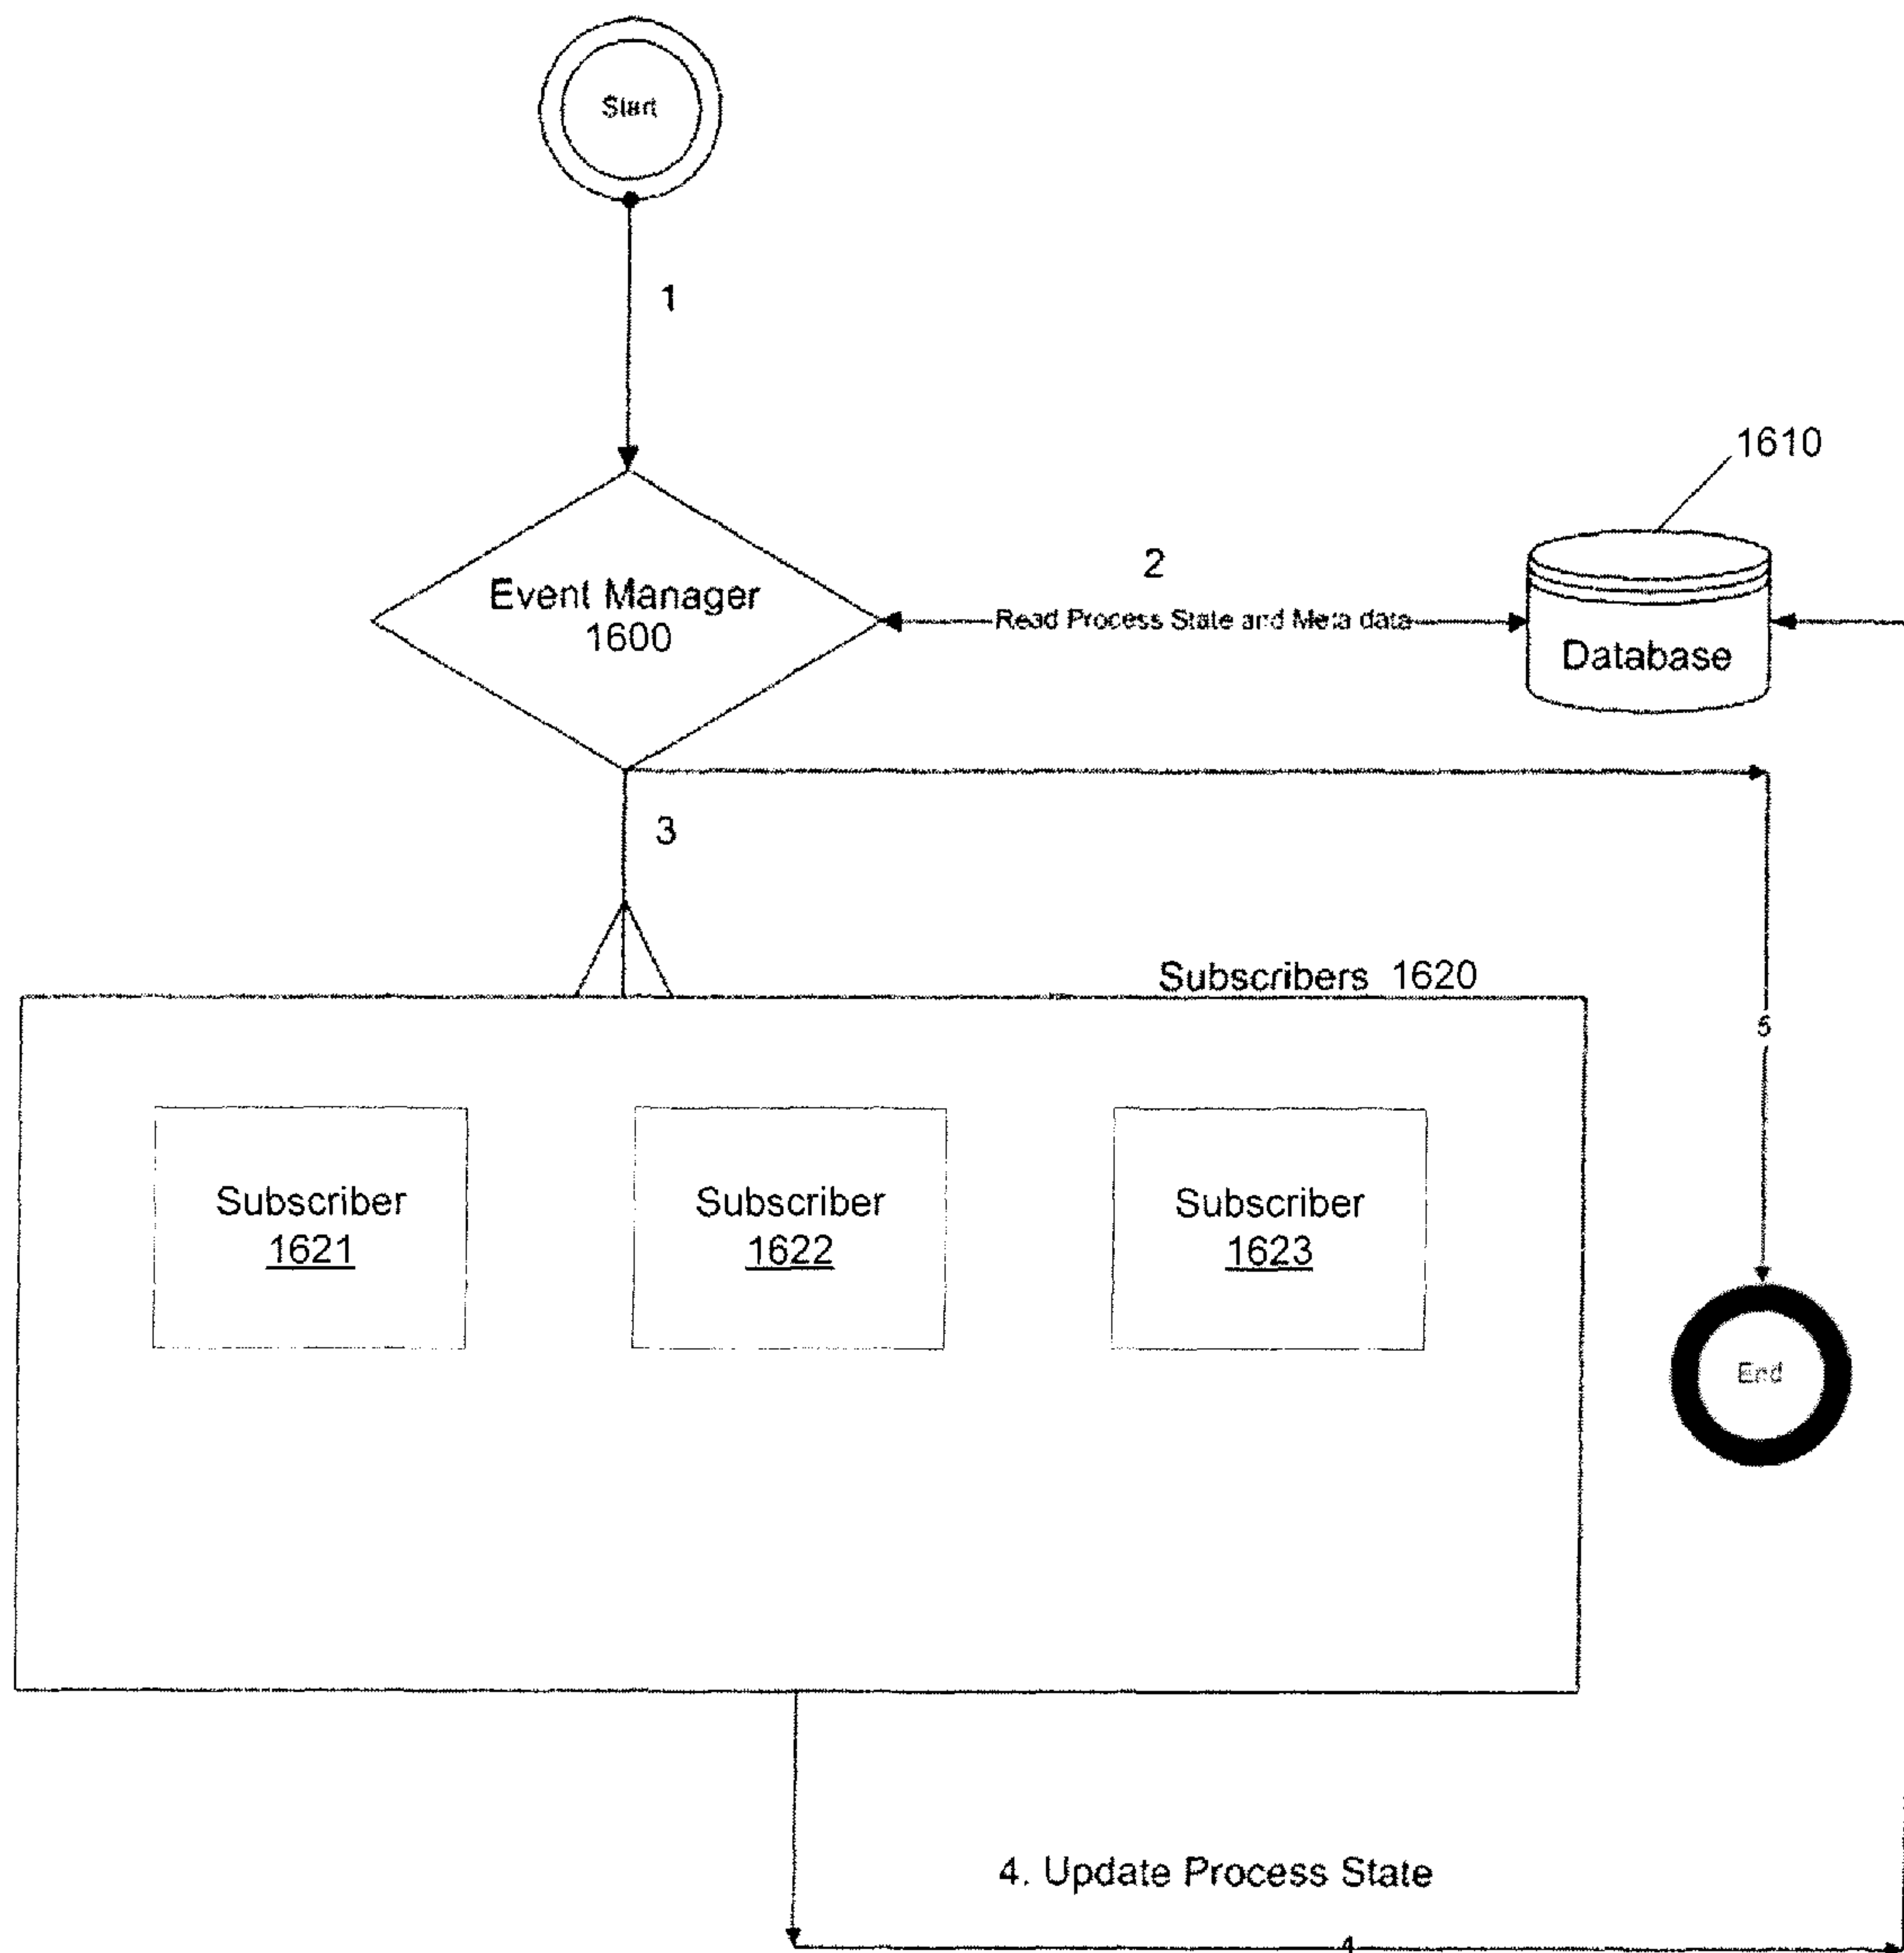 Start
1
1610
Event Manager
1600
2
Read Process State and Meta data
Database
3
Subscribers 1620
5
Subscriber
1621
Subscriber
1622
Subscriber
1623
End
4. Update Process State
4